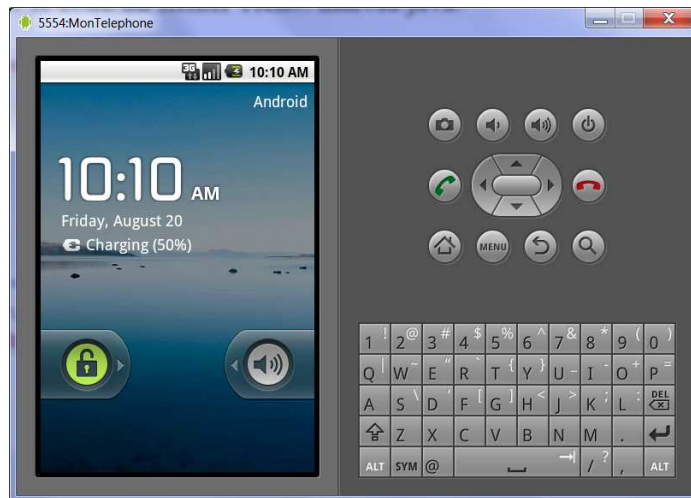 5554:MonTelephone
3G 10:10 AM
Android
10:10 AM
Friday, August 20
Charging (50%)
MENU
1 ! 2 @ 3 # 4 $ 5 % 6 ^ 7 & 8 * 9 ( 0 )
Q | W ~ E " R ` T { Y } U _ I - O + P =
A S \ D ' F [ G ] H < J > K ; L : DEL
Z X C V B N M .
ALT SYM @ / ? , ALT